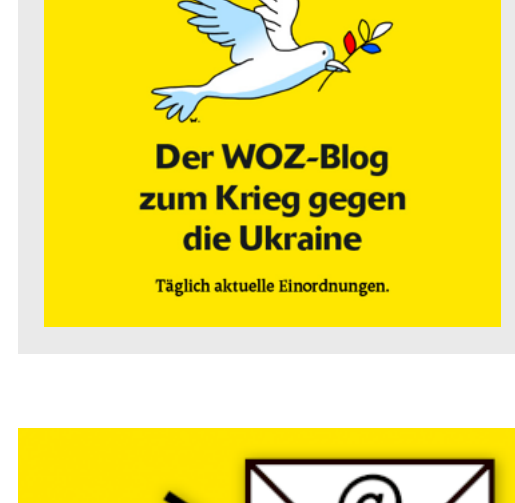 Der WOZ-Blog
zum Krieg gegen
die Ukraine
Täglich aktuelle Einordnungen.
@